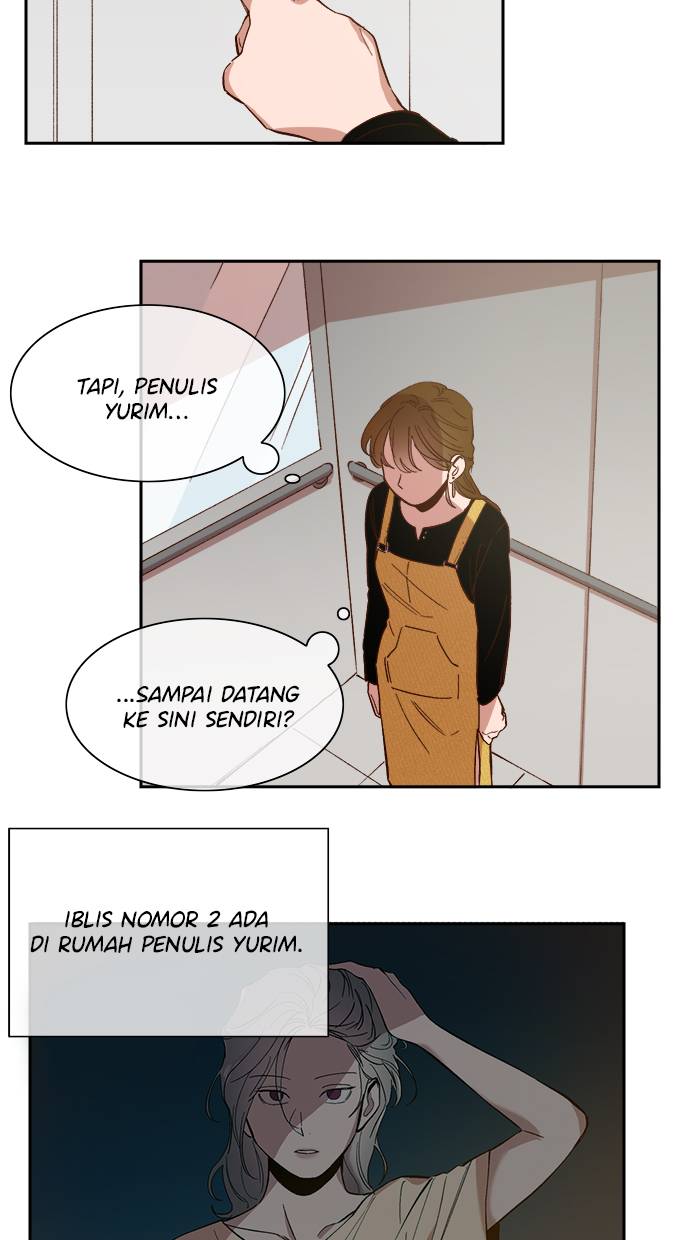 TAPI, PENULIS
YURIM...
...SAMPAI DATANG
KE SINI SENDIRI?
IBLIS NOMOR 2 ADA
DI RUMAH PENULIS YURIM.